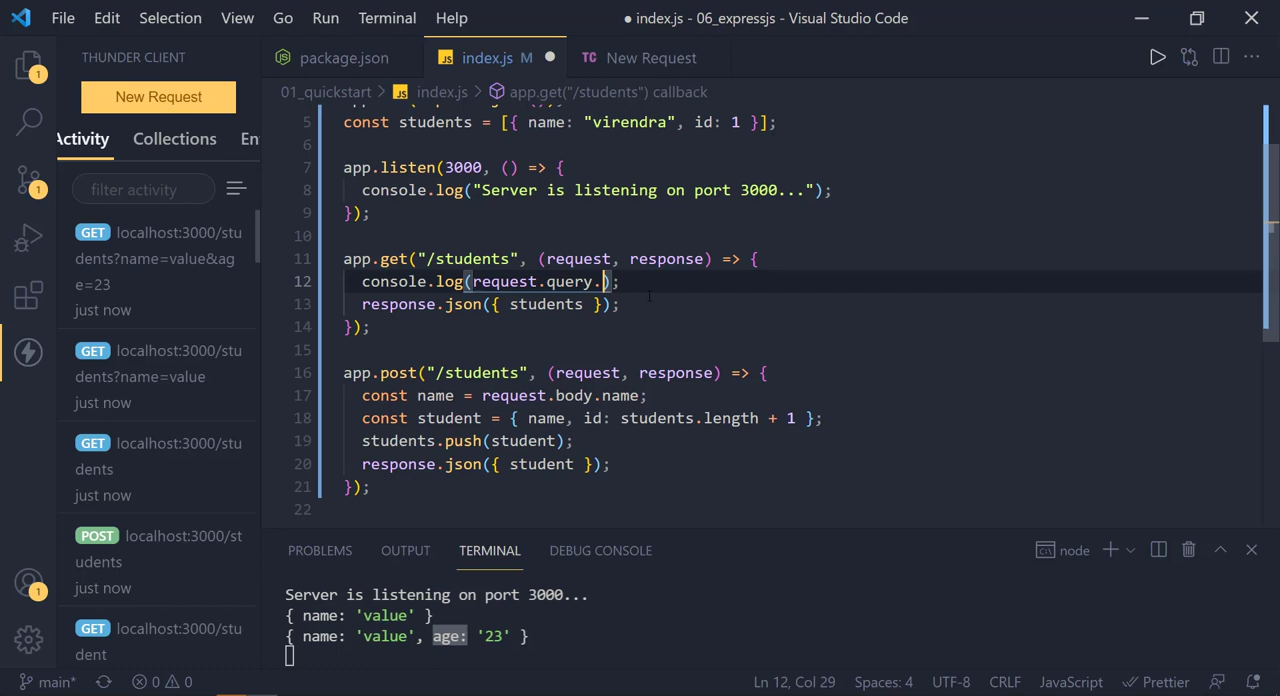 File Edit Selection View Go Run Terminal Help
● index.js - 06_expressjs - Visual Studio Code
THUNDER CLIENT
New Request
Activity Collections En
filter activity
GET localhost:3000/stu
dents?name=value&ag
e=23
just now
GET localhost:3000/stu
dents?name=value
just now
GET localhost:3000/stu
dents
just now
POST localhost:3000/st
udents
just now
GET localhost:3000/stu
dent
1
1
1
package.json
JS index.js M ●
TC New Request
01_quickstart > JS index.js > app.get("/students") callback
5 const students = [{ name: "virendra", id: 1 }];
6
7 app.listen(3000, () => {
8 console.log("Server is listening on port 3000...");
9 });
10
11 app.get("/students", (request, response) => {
12 console.log(request.query.);
13 response.json({ students });
14 });
15
16 app.post("/students", (request, response) => {
17 const name = request.body.name;
18 const student = { name, id: students.length + 1 };
19 students.push(student);
20 response.json({ student });
21 });
22
PROBLEMS OUTPUT TERMINAL DEBUG CONSOLE
node
Server is listening on port 3000...
{ name: 'value' }
{ name: 'value', age: '23' }
main* 0 0
Ln 12, Col 29 Spaces: 4 UTF-8 CRLF JavaScript Prettier